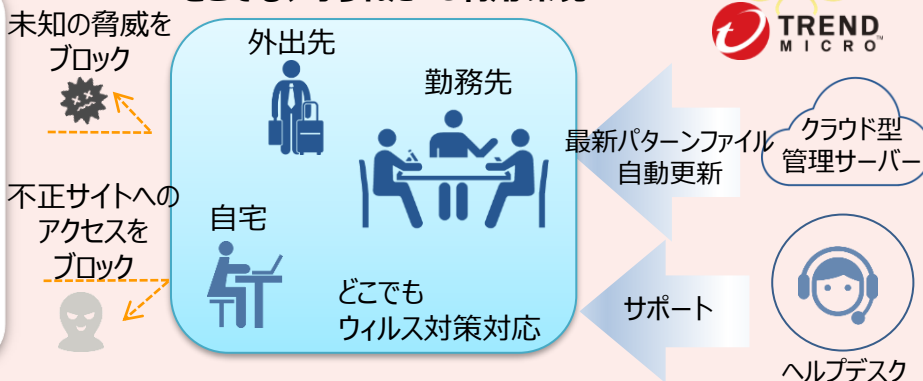 未知の脅威を
ブロック
不正サイトへの
アクセスを
ブロック
外出先
勤務先
自宅
どこでも
ウィルス対策対応
最新パターンファイル
自動更新
サポート
TREND
MICRO
クラウド型
管理サーバー
ヘルプデスク